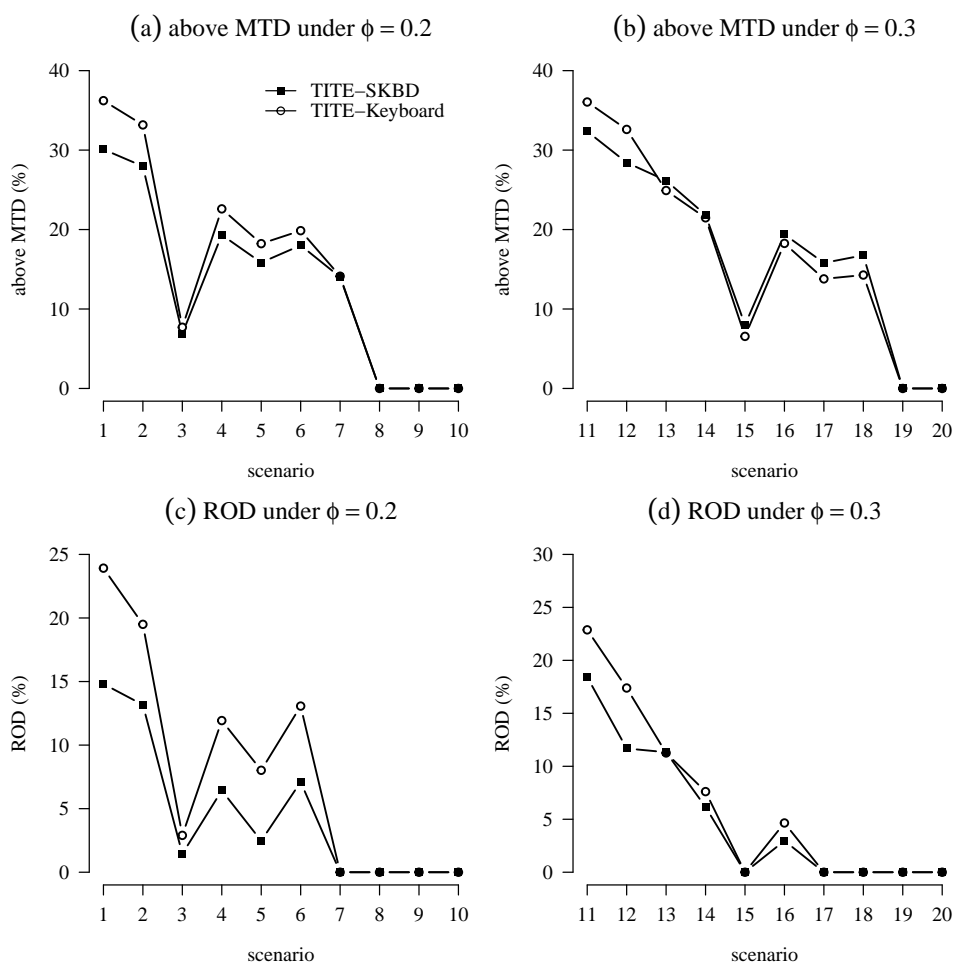 (a) above MTD under ϕ = 0.2
40
30
20
10
0
above MTD (%)
TITE−SKBD
TITE−Keyboard
1 2 3 4 5 6 7 8 9 10
scenario
(b) above MTD under ϕ = 0.3
40
30
20
10
0
above MTD (%)
11 12 13 14 15 16 17 18 19 20
scenario
(c) ROD under ϕ = 0.2
25
20
15
10
5
0
ROD (%)
1 2 3 4 5 6 7 8 9 10
scenario
(d) ROD under ϕ = 0.3
30
25
20
15
10
5
0
ROD (%)
11 12 13 14 15 16 17 18 19 20
scenario